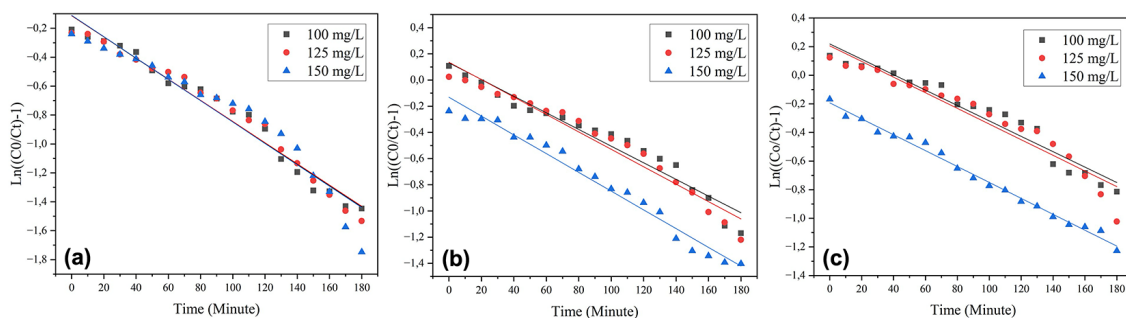 Ln((C0/Ct)-1)
-0,2
-0,4
-0,6
-0,8
-1,0
-1,2
-1,4
-1,6
-1,8
0 20 40 60 80 100 120 140 160 180
Time (Minute)
100 mg/L
125 mg/L
150 mg/L
(a)
Ln((C0/Ct)-1)
0,4
0,2
0,0
-0,2
-0,4
-0,6
-0,8
-1,0
-1,2
-1,4
0 20 40 60 80 100 120 140 160 180
Time (Minute)
100 mg/L
125 mg/L
150 mg/L
(b)
Ln((Co/Ct)-1)
0,4
0,2
0,0
-0,2
-0,4
-0,6
-0,8
-1,0
-1,2
-1,4
0 20 40 60 80 100 120 140 160 180
Time (Minute)
100 mg/L
125 mg/L
150 mg/L
(c)